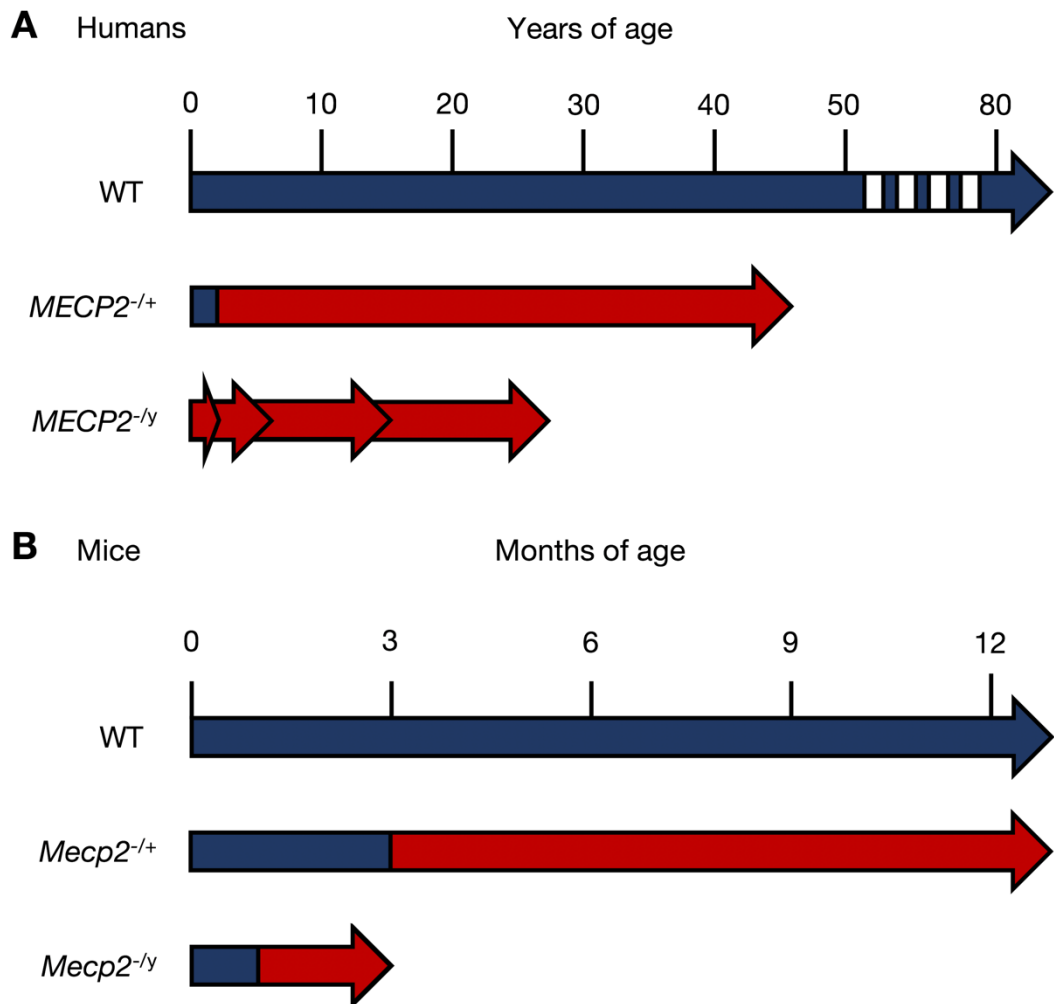 A Humans Years of age
0 10 20 30 40 50 80
WT
MECP2-/+
MECP2-/y
B Mice Months of age
0 3 6 9 12
WT
Mecp2-/+
Mecp2-/y